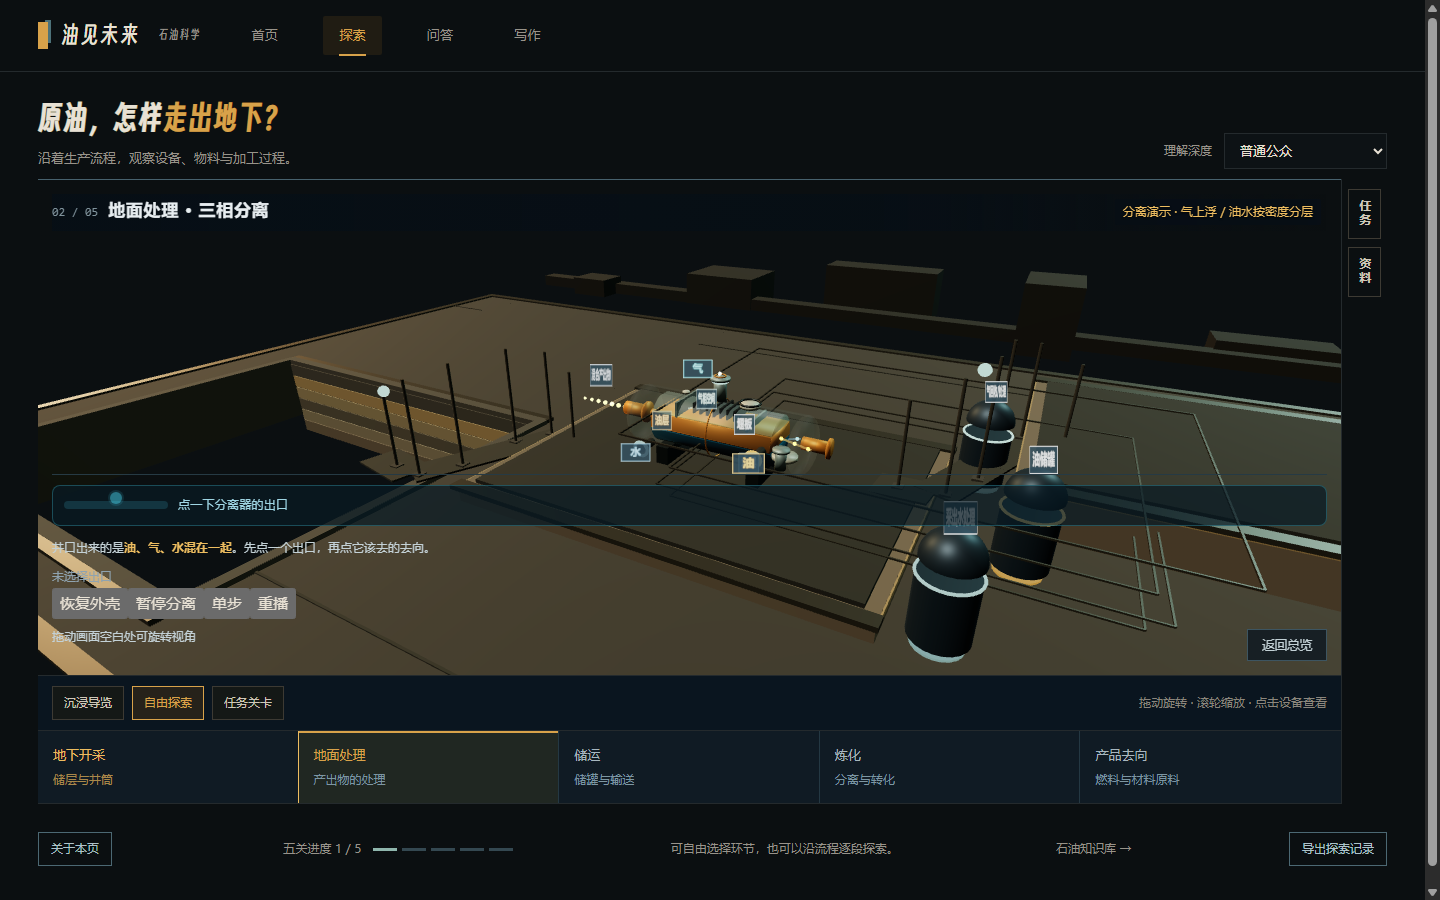 油见未来 石油科学 首页 探索 问答 写作
原油，怎样走出地下?
沿着生产流程，观察设备、物料与加工过程。
理解深度 普通公众
02 / 05 地面处理·三相分离
分离演示 · 气上浮 / 油水按密度分层
任务
资料
气
油层
堰板
水
油
油储罐
点一下分离器的出口
井口出来的是油、气、水混在一起。先点一个出口，再点它该去的去向。
未选择出口
恢复外壳 暂停分离 单步 重播
拖动画面空白处可旋转视角
返回总览
沉浸导览 自由探索 任务关卡
拖动旋转 · 滚轮缩放 · 点击设备查看
地下开采
储层与井筒
地面处理
产出物的处理
储运
储罐与输送
炼化
分离与转化
产品去向
燃料与材料原料
关于本页
五关进度 1 / 5
可自由选择环节，也可以沿流程逐段探索。
石油知识库 →
导出探索记录